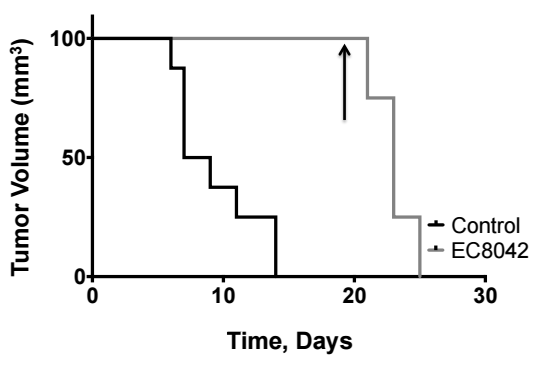 Tumor Volume (mm³)
100
50
0
0 10 20 30
Time, Days
Control
EC8042